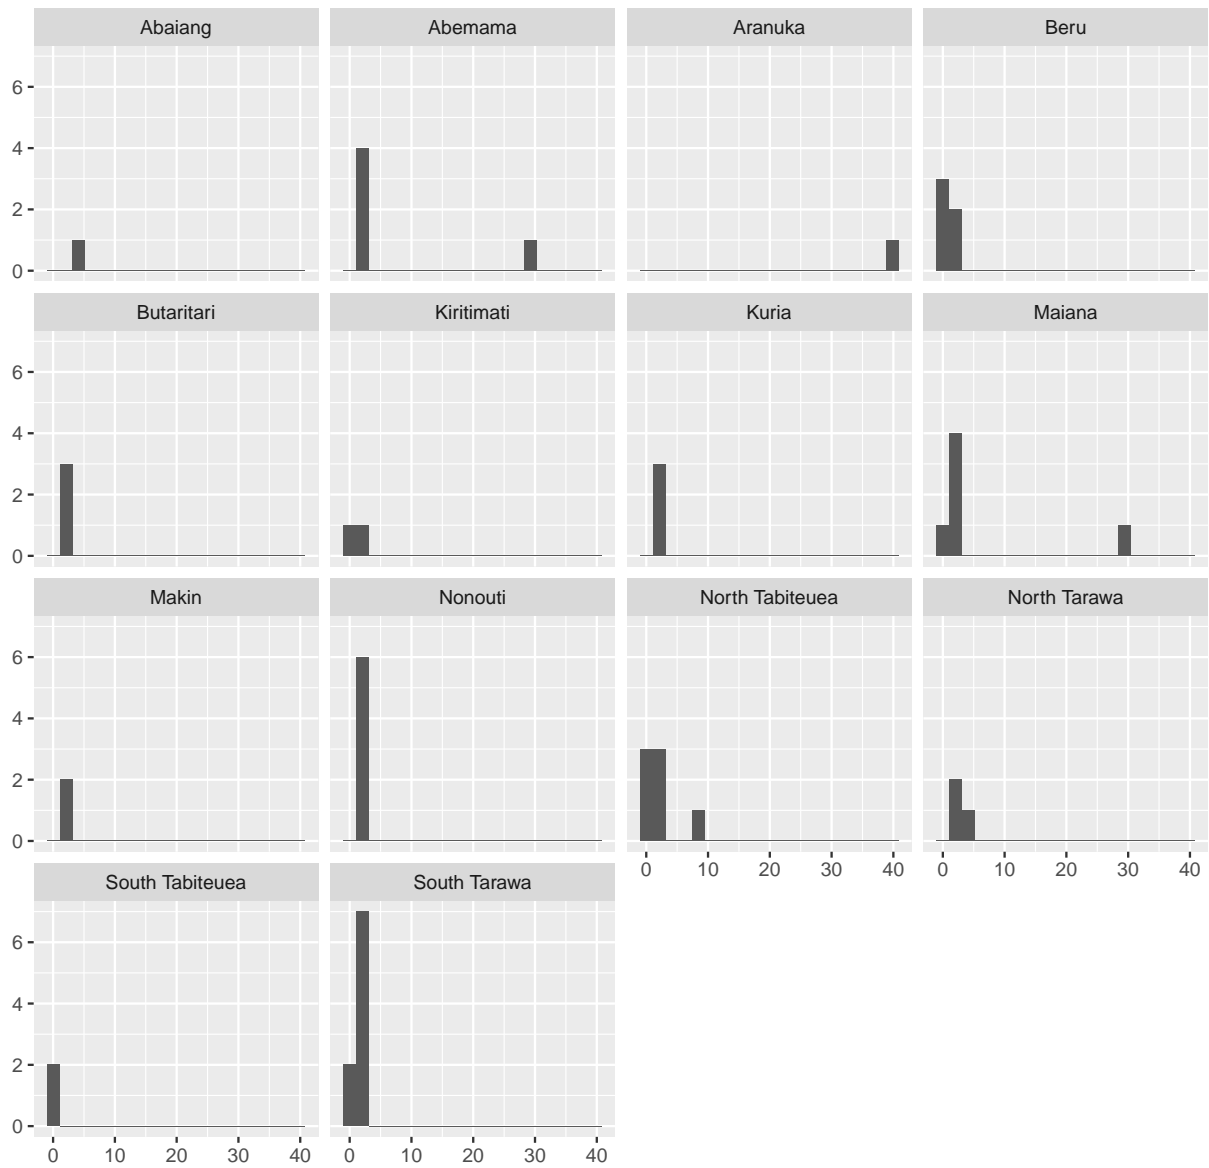 Abaiang Abemama Aranuka Beru
6
4
2
0
Butaritari Kiritimati Kuria Maiana
6
4
2
0
Makin Nonouti North Tabiteuea North Tarawa
6
4
2
0
0 10 20 30 40 0 10 20 30 40
South Tabiteuea South Tarawa
6
4
2
0
0 10 20 30 40 0 10 20 30 40